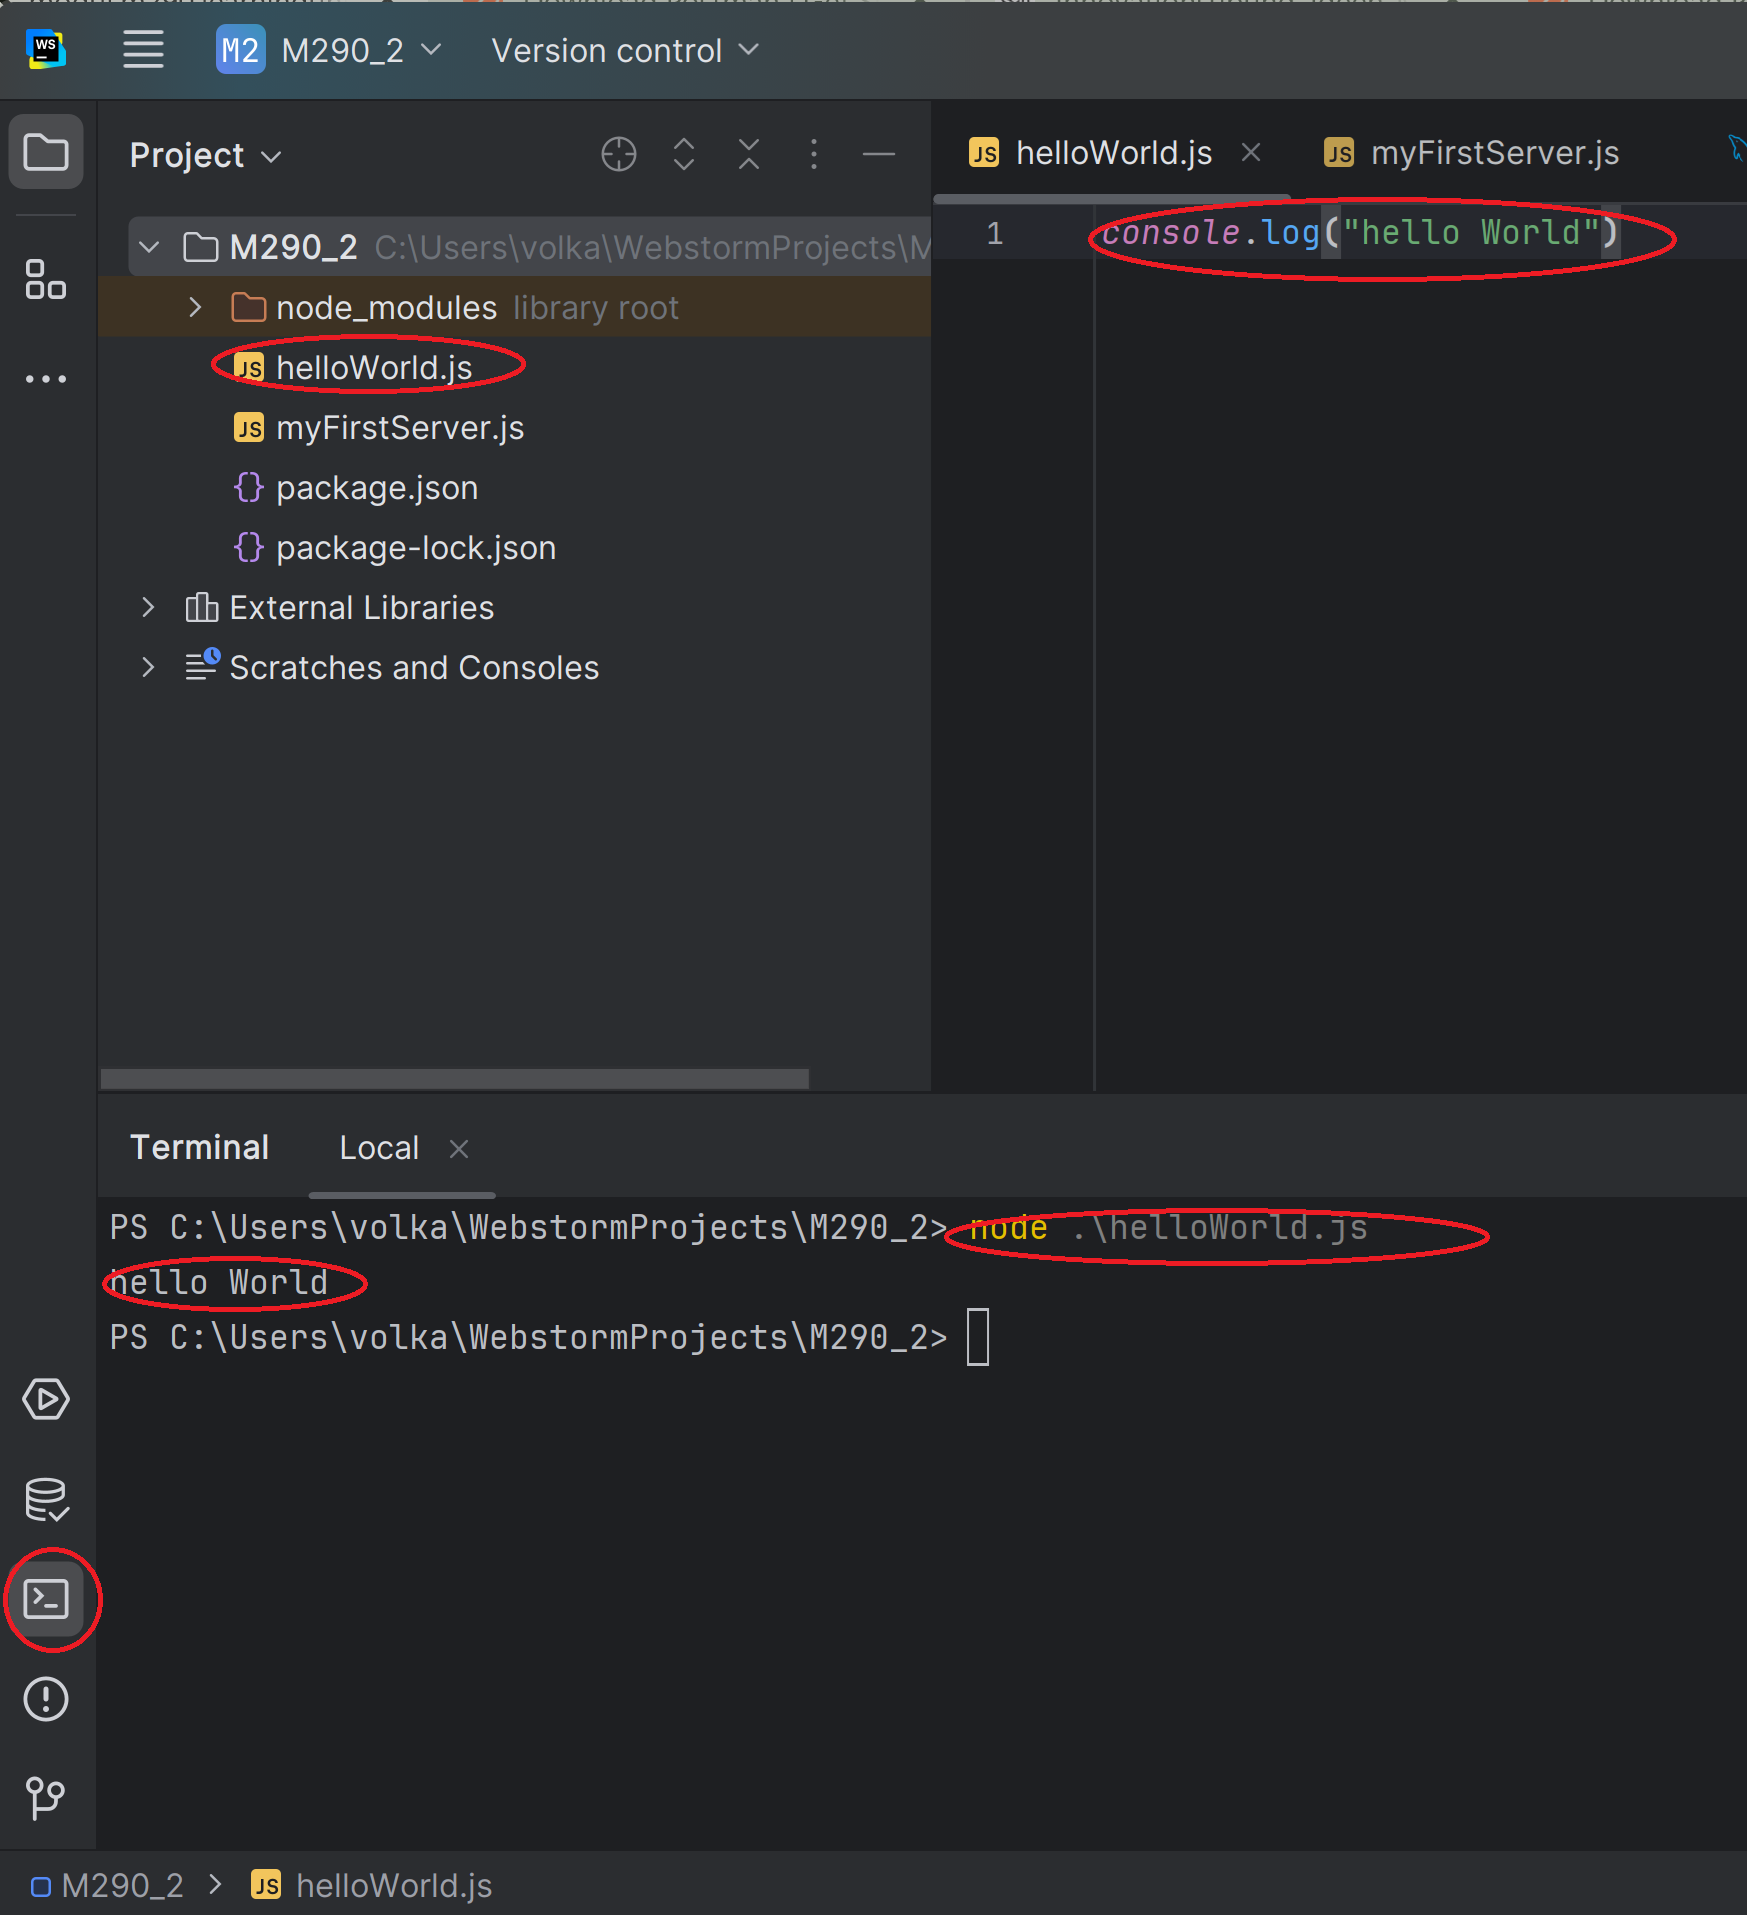 WS
M2 M290_2 Version control
Project
helloWorld.js
myFirstServer.js
M290_2 C:\Users\volka\WebstormProjects\M
1 console.log("hello World")
node_modules library root
JS helloWorld.js
JS myFirstServer.js
{} package.json
{} package-lock.json
External Libraries
Scratches and Consoles
Terminal Local
PS C:\Users\volka\WebstormProjects\M290_2> node .\helloWorld.js
hello World
PS C:\Users\volka\WebstormProjects\M290_2>
M290_2 > JS helloWorld.js